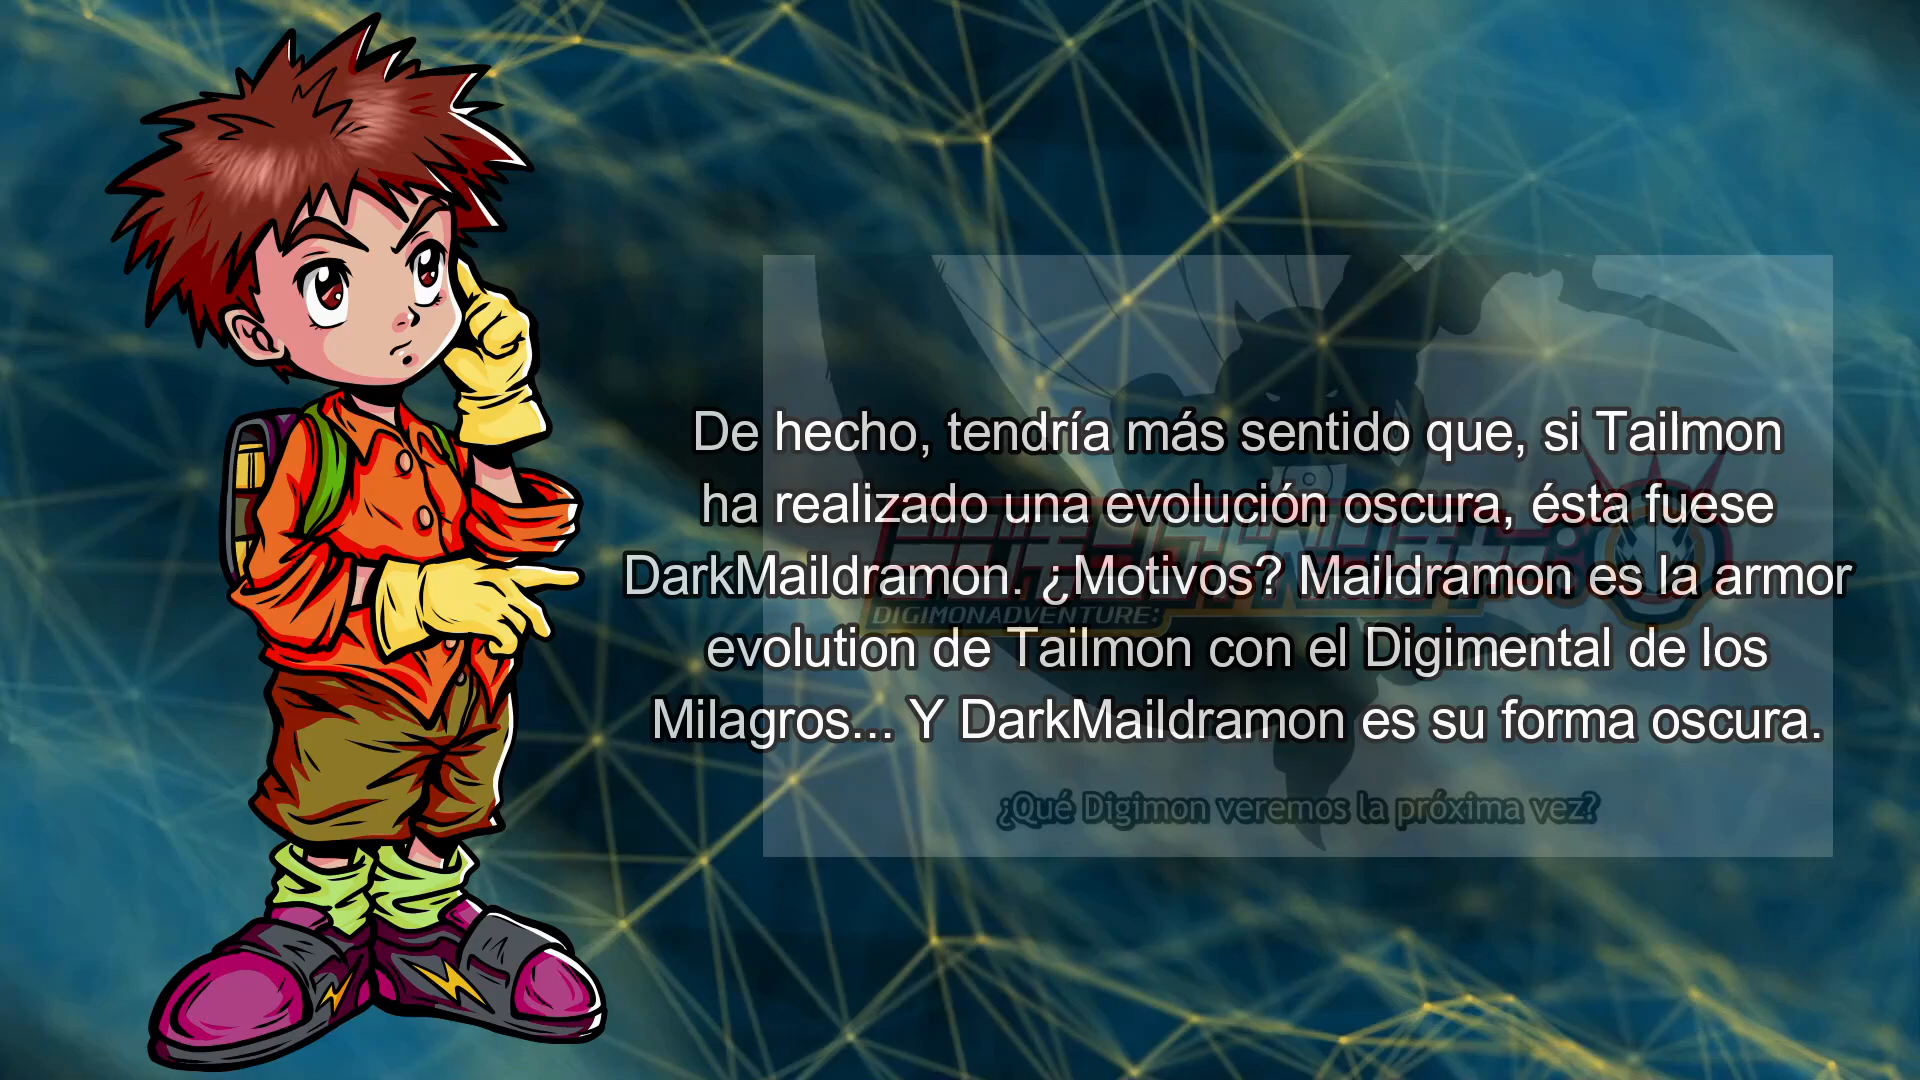 De hecho, tendría más sentido que, si Tailmon
ha realizado una evolución oscura, ésta fuese
DarkMaildramon. ¿Motivos? Maildramon es la armor
DIGIMONADVENTURE:
evolution de Tailmon con el Digimental de los
Milagros... Y DarkMaildramon es su forma oscura.
¿Qué Digimon veremos la próxima vez?